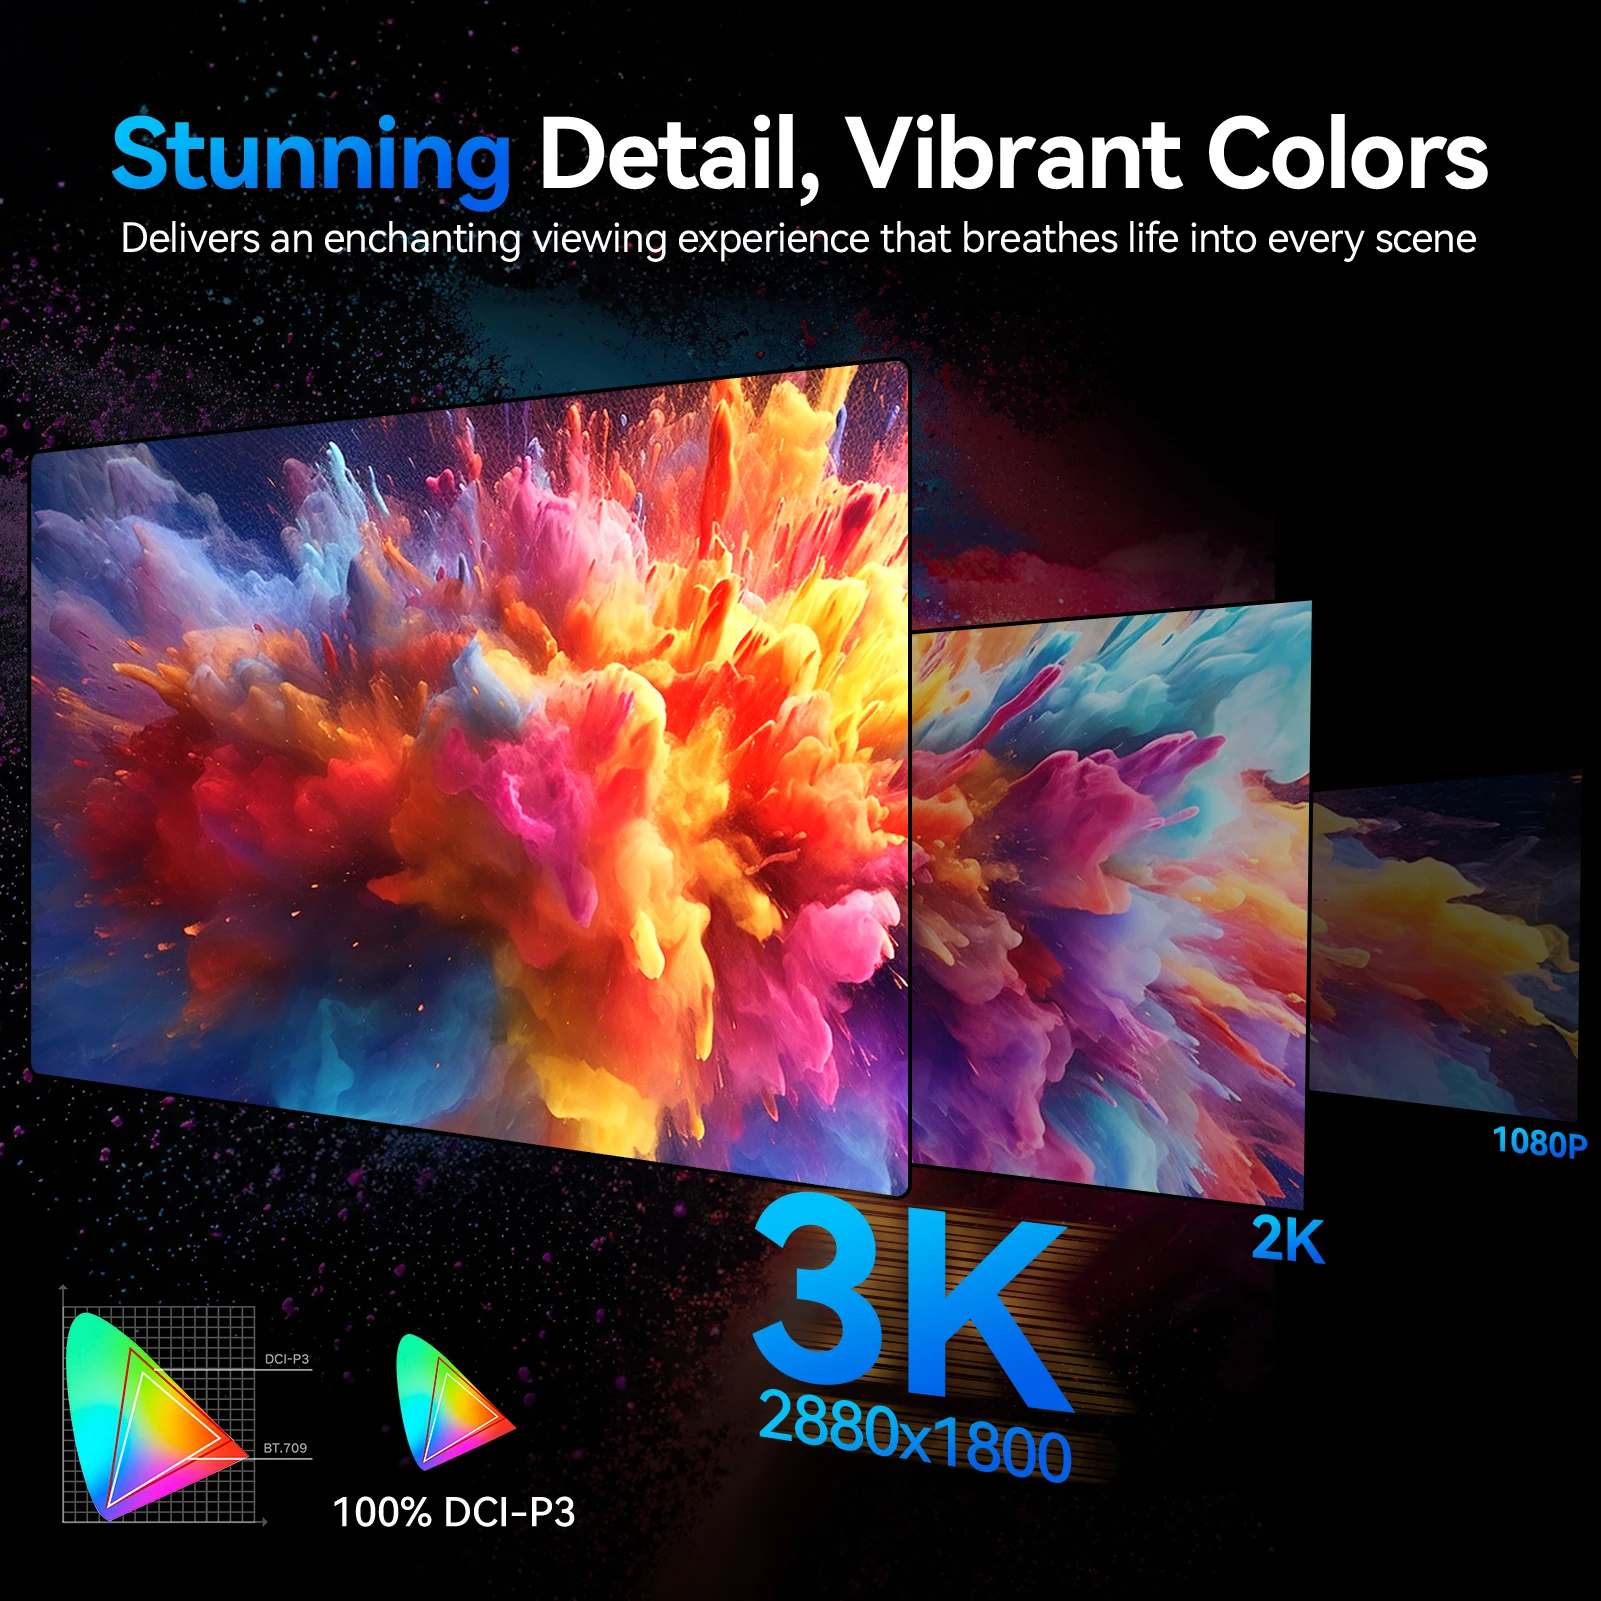 Stunning Detail, Vibrant Colors
Delivers an enchanting viewing experience that breathes life into every scene
1080P
2K
3K
2880x1800
DCI-P3
BT.709
100% DCI-P3